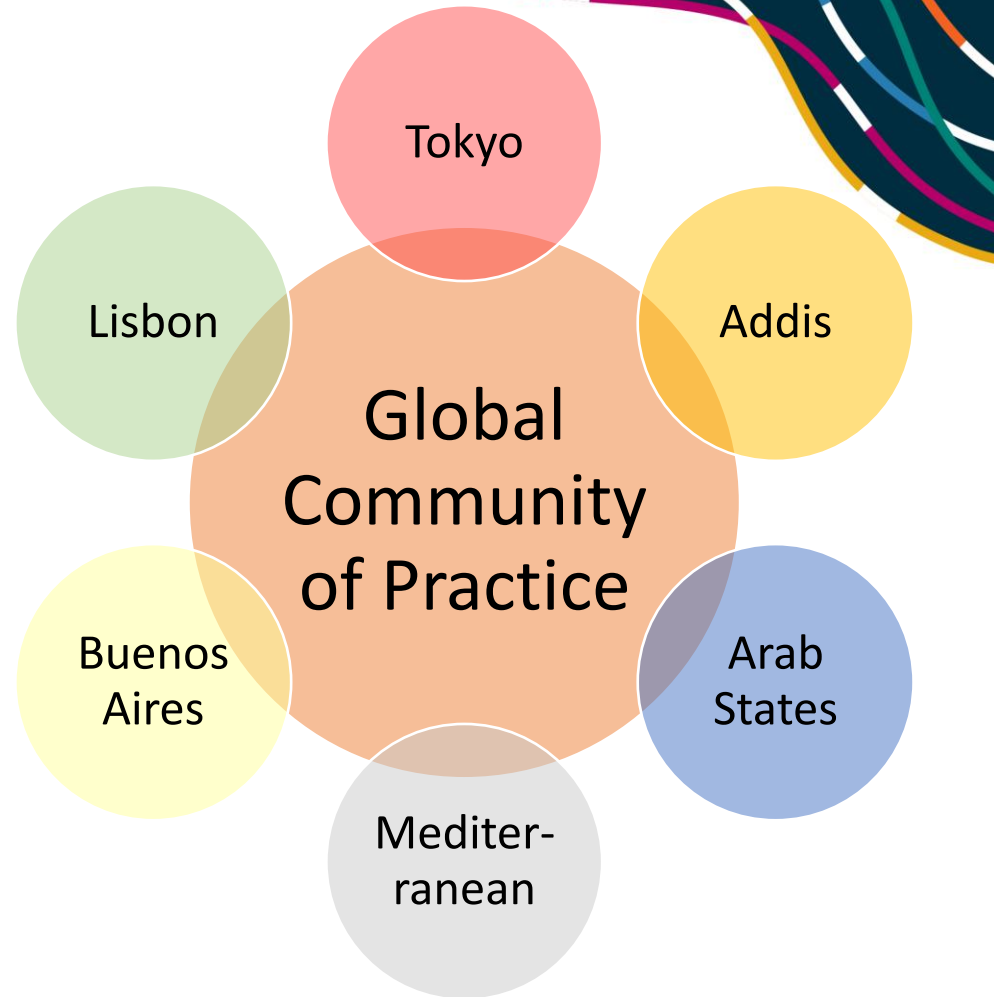 Tokyo
Lisbon
Addis
Global
Community
of Practice
Buenos
Aires
Arab
States
Mediter-
ranean